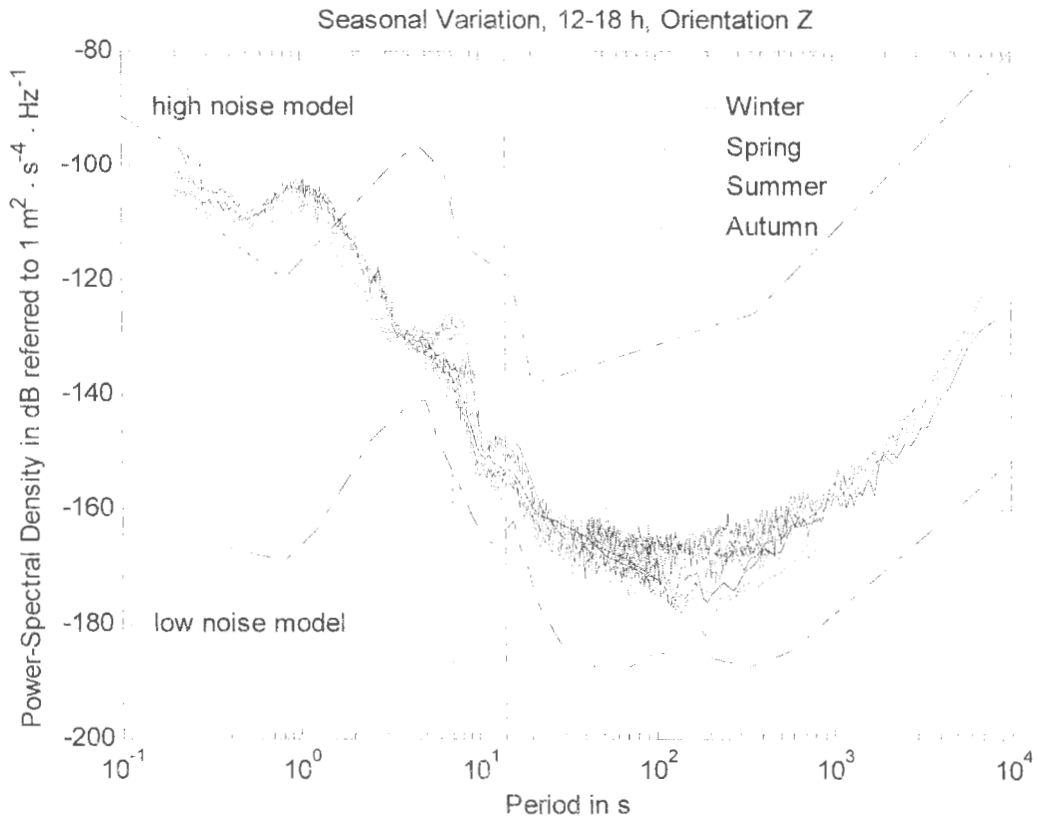 Seasonal Variation, 12-18 h, Orientation Z
Power-Spectral Density in dB referred to 1 m² · s⁻⁴ · Hz⁻¹
-80
-100
-120
-140
-160
-180
-200
high noise model
low noise model
Winter
Spring
Summer
Autumn
10⁻¹
10⁰
10¹
10²
10³
10⁴
Period in s